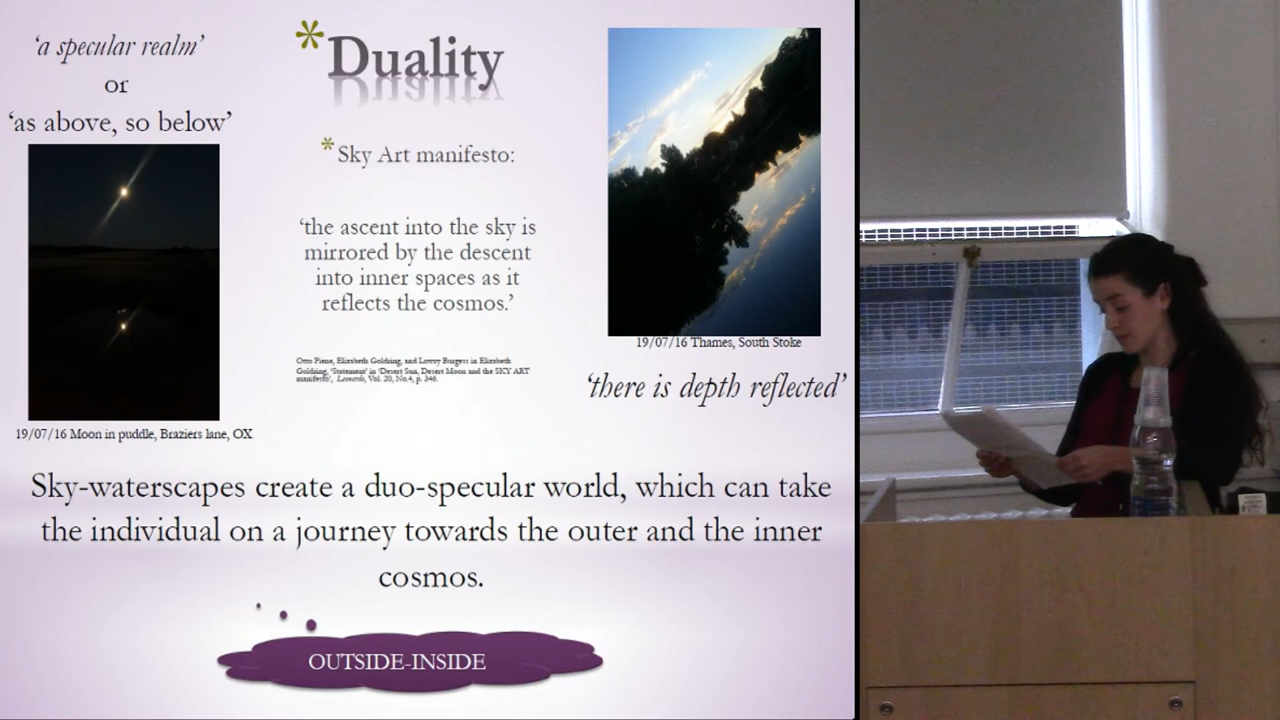 ‘a specular realm’
or
‘as above, so below’
19/07/16 Moon in puddle, Braziers lane, OX
*Duality
*Sky Art manifesto:
‘the ascent into the sky is
mirrored by the descent
into inner spaces as it
reflects the cosmos.’
Otto Piene, Elizabeth Goldring, and Lowry Burgess in Elizabeth
Goldring, ‘Statement’ in ‘Desert Sun, Desert Moon and the SKY ART
manifesto’, Leonardo, Vol. 20, No.4, p. 346.
19/07/16 Thames, South Stoke
‘there is depth reflected’
Sky-waterscapes create a duo-specular world, which can take
the individual on a journey towards the outer and the inner
cosmos.
OUTSIDE-INSIDE